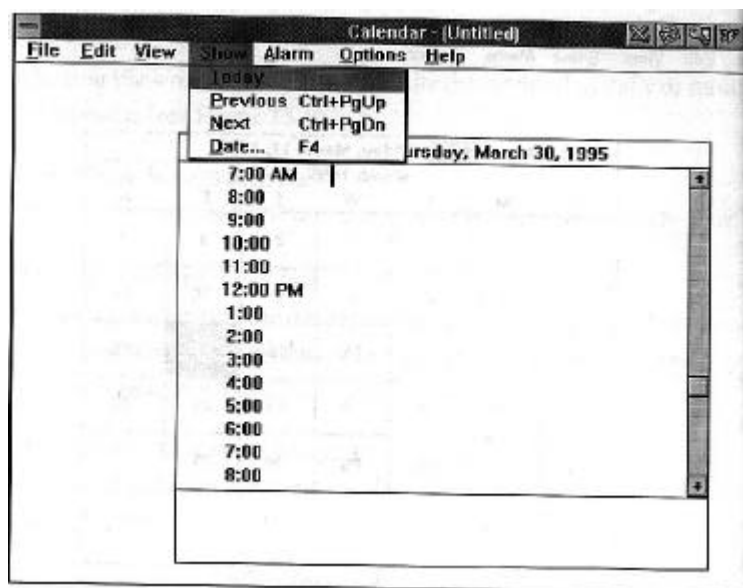 Calendar - (Untitled)
File Edit View Show Alarm Options Help
Today
Previous Ctrl+PgUp
Next Ctrl+PgDn
Date... F4
ursday, March 30, 1995
7:00 AM
8:00
9:00
10:00
11:00
12:00 PM
1:00
2:00
3:00
4:00
5:00
6:00
7:00
8:00